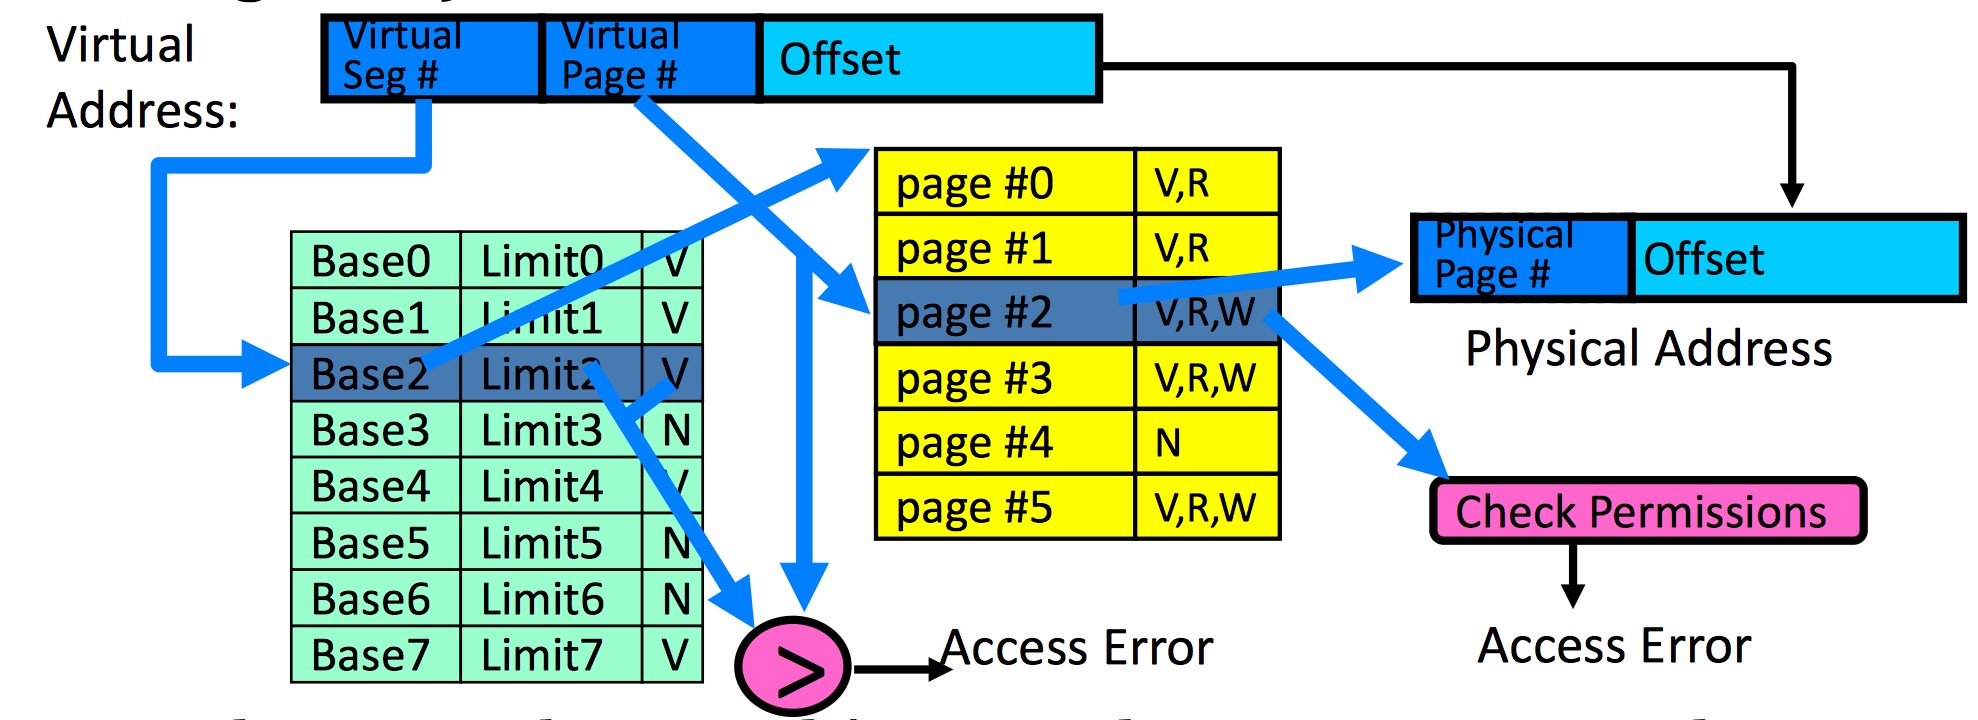 Virtual
Address:
Virtual
Seg #
Virtual
Page #
Offset
Base0 Limit0 V
Base1 Limit1 V
Base2 Limit2 V
Base3 Limit3 N
Base4 Limit4 V
Base5 Limit5 N
Base6 Limit6 N
Base7 Limit7 V
page #0 V,R
page #1 V,R
page #2 V,R,W
page #3 V,R,W
page #4 N
page #5 V,R,W
Physical
Page #
Offset
Physical Address
Check Permissions
Access Error
>
Access Error